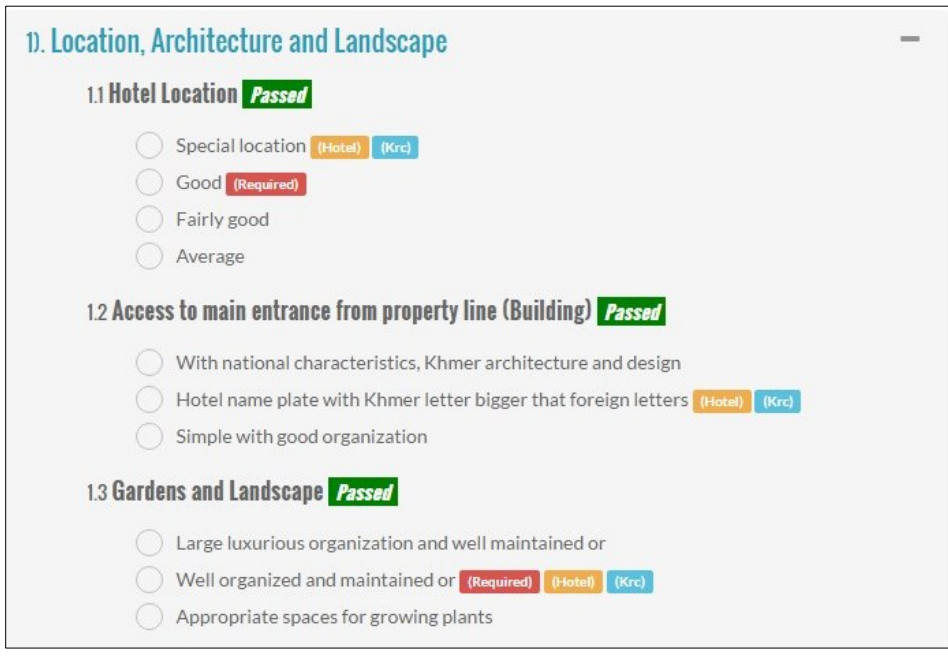 1). Location, Architecture and Landscape
1.1 Hotel Location Passed
Special location (Hotel) (Krc)
Good (Required)
Fairly good
Average
1.2 Access to main entrance from property line (Building) Passed
With national characteristics, Khmer architecture and design
Hotel name plate with Khmer letter bigger that foreign letters (Hotel) (Krc)
Simple with good organization
1.3 Gardens and Landscape Passed
Large luxurious organization and well maintained or
Well organized and maintained or (Required) (Hotel) (Krc)
Appropriate spaces for growing plants